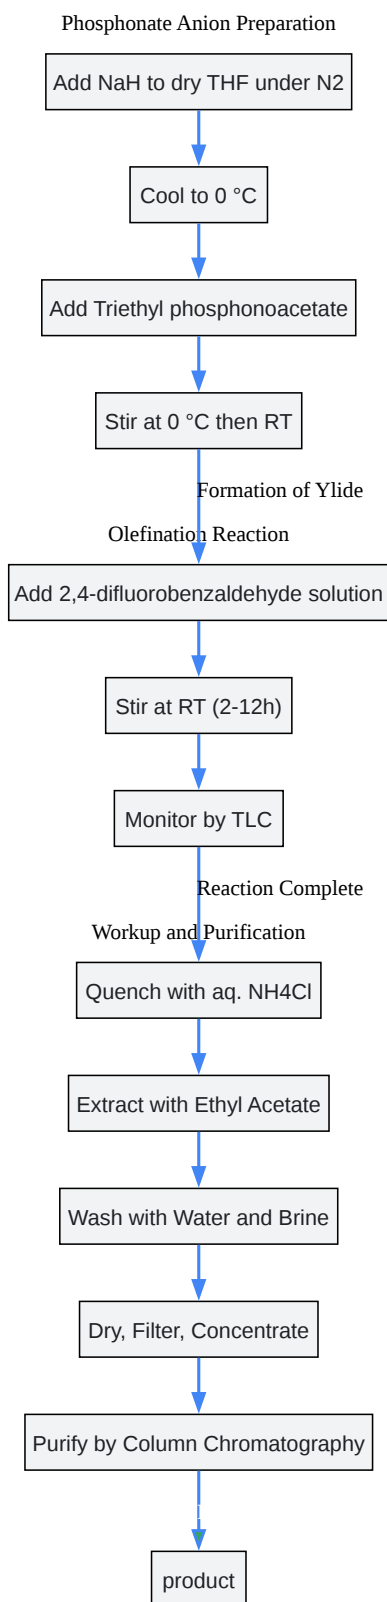 Phosphonate Anion Preparation
Add NaH to dry THF under N2
Cool to 0 °C
Add Triethyl phosphonoacetate
Stir at 0 °C then RT
Formation of Ylide
Olefination Reaction
Add 2,4-difluorobenzaldehyde solution
Stir at RT (2-12h)
Monitor by TLC
Reaction Complete
Workup and Purification
Quench with aq. NH4Cl
Extract with Ethyl Acetate
Wash with Water and Brine
Dry, Filter, Concentrate
Purify by Column Chromatography
product